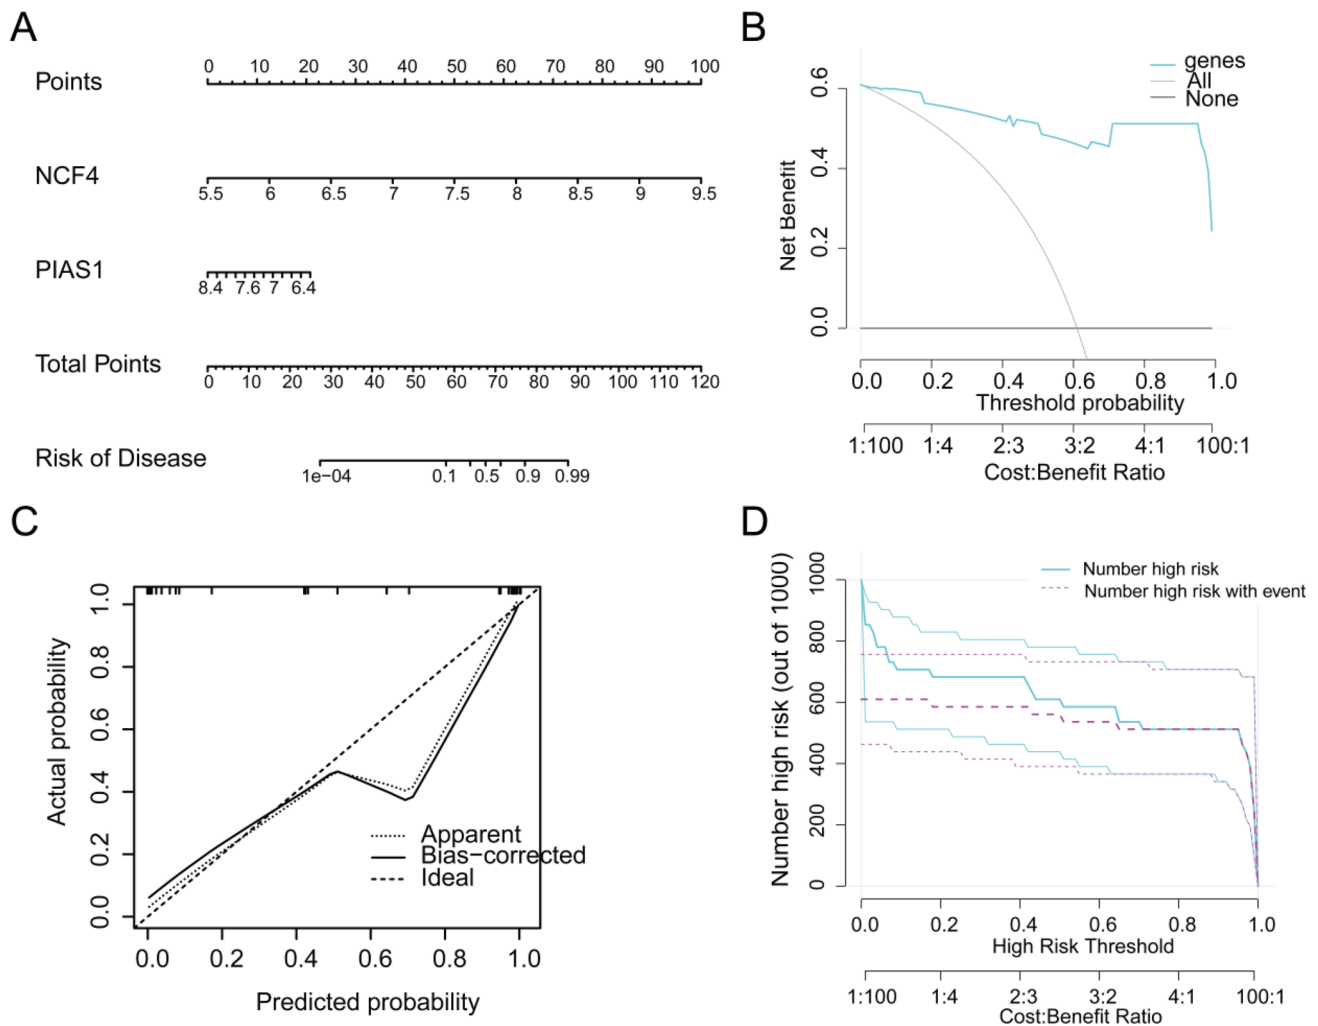 A
Points
0 10 20 30 40 50 60 70 80 90 100
NCF4
5.5 6 6.5 7 7.5 8 8.5 9 9.5
PIAS1
8.4 7.6 7 6.4
Total Points
0 10 20 30 40 50 60 70 80 90 100 110 120
Risk of Disease
1e−04 0.1 0.5 0.9 0.99
B
genes
All
None
Net Benefit
0.6
0.4
0.2
0.0
0.0 0.2 0.4 0.6 0.8 1.0
Threshold probability
1:100 1:4 2:3 3:2 4:1 100:1
Cost:Benefit Ratio
C
Actual probability
1.0
0.8
0.6
0.4
0.2
0.0
Apparent
Bias−corrected
Ideal
0.0 0.2 0.4 0.6 0.8 1.0
Predicted probability
D
Number high risk
Number high risk with event
Number high risk (out of 1000)
1000
800
600
400
200
0
0.0 0.2 0.4 0.6 0.8 1.0
High Risk Threshold
1:100 1:4 2:3 3:2 4:1 100:1
Cost:Benefit Ratio